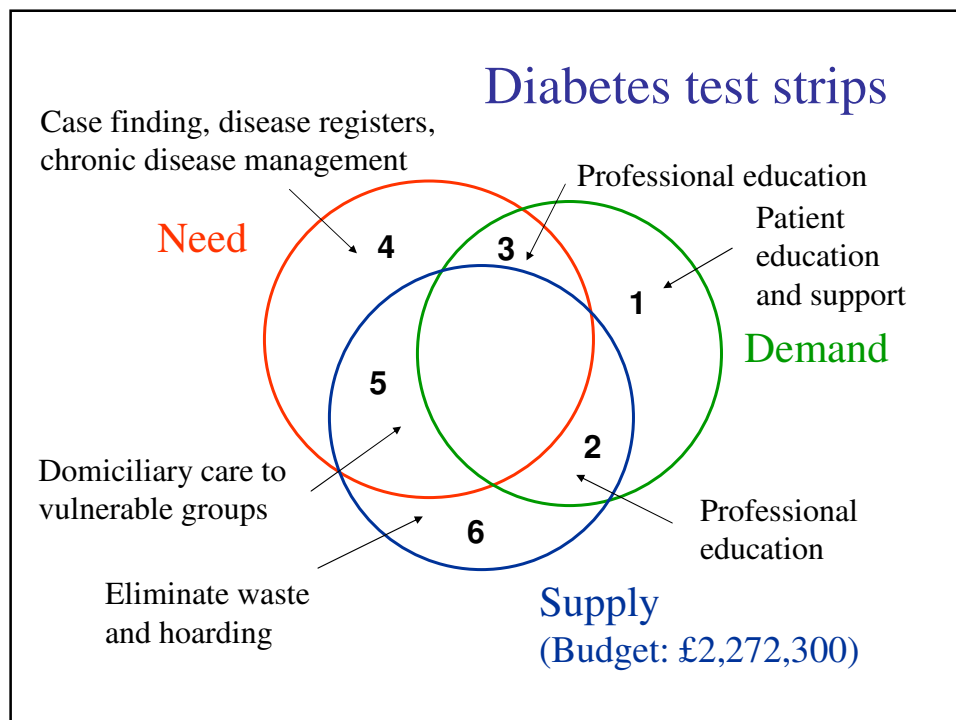 Diabetes test strips
Case finding, disease registers,
chronic disease management
Professional education
Need
4
3
Patient
education
and support
1
Demand
5
2
Domiciliary care to
vulnerable groups
Professional
education
6
Eliminate waste
and hoarding
Supply
(Budget: £2,272,300)